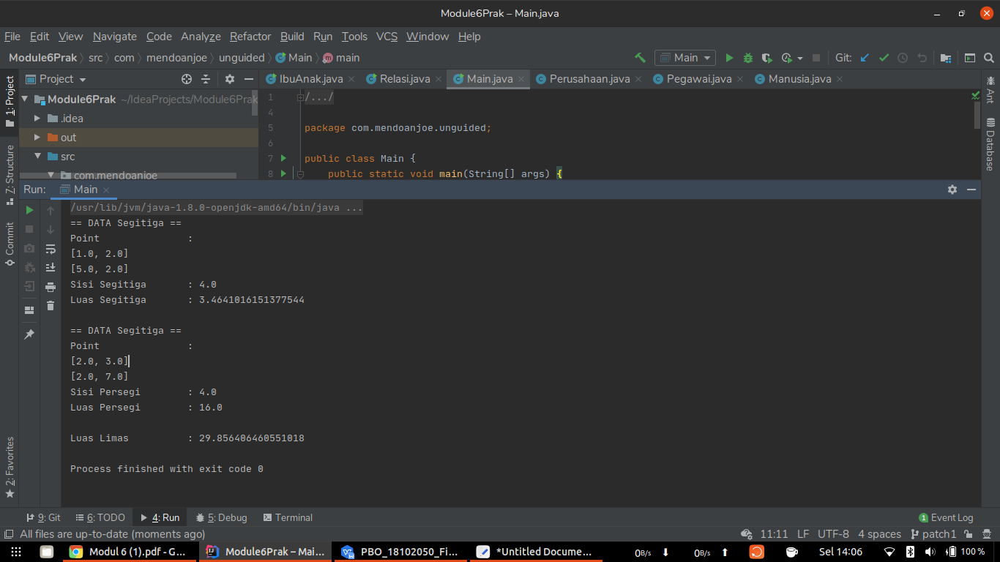 Module6Prak – Main.java
File Edit View Navigate Code Analyze Refactor Build Run Tools VCS Window Help
Module6Prak src com mendoanjoe unguided Main main
Main Git:
1: Project
Z: Structure
Commit
2: Favorites
Project
Module6Prak ~/IdeaProjects/Module6Prak
.idea
out
src
com.mendoanjoe
IbuAnak.java Relasi.java Main.java Perusahaan.java Pegawai.java Manusia.java
1 /.../
4
5 package com.mendoanjoe.unguided;
6
7 public class Main {
8 public static void main(String[] args) {
Ant
Database
Run: Main
/usr/lib/jvm/java-1.8.0-openjdk-amd64/bin/java ...
== DATA Segitiga ==
Point :
[1.0, 2.0]
[5.0, 2.0]
Sisi Segitiga : 4.0
Luas Segitiga : 3.4641016151377544
== DATA Segitiga ==
Point :
[2.0, 3.0]
[2.0, 7.0]
Sisi Persegi : 4.0
Luas Persegi : 16.0
Luas Limas : 29.856406460551018
Process finished with exit code 0
9: Git 6: TODO 4: Run 5: Debug Terminal 1 Event Log
All files are up-to-date (moments ago) 11:11 LF UTF-8 4 spaces patch1
Modul 6 (1).pdf - G... Module6Prak – Mai... PBO_18102050_Fi... *Untitled Docume... 0B/s 0B/s Sel 14:06 100 %